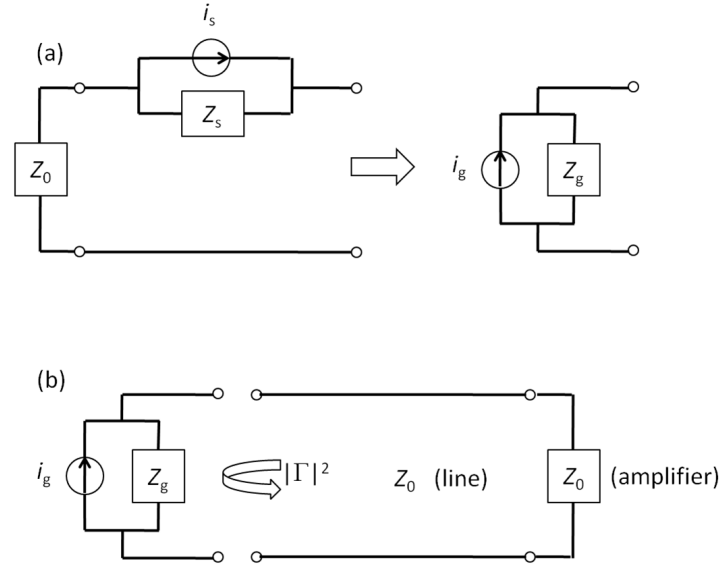 (a)
i_s
Z_s
Z_0
i_g
Z_g
(b)
i_g
Z_g
|Γ|²
Z_0 (line)
Z_0 (amplifier)